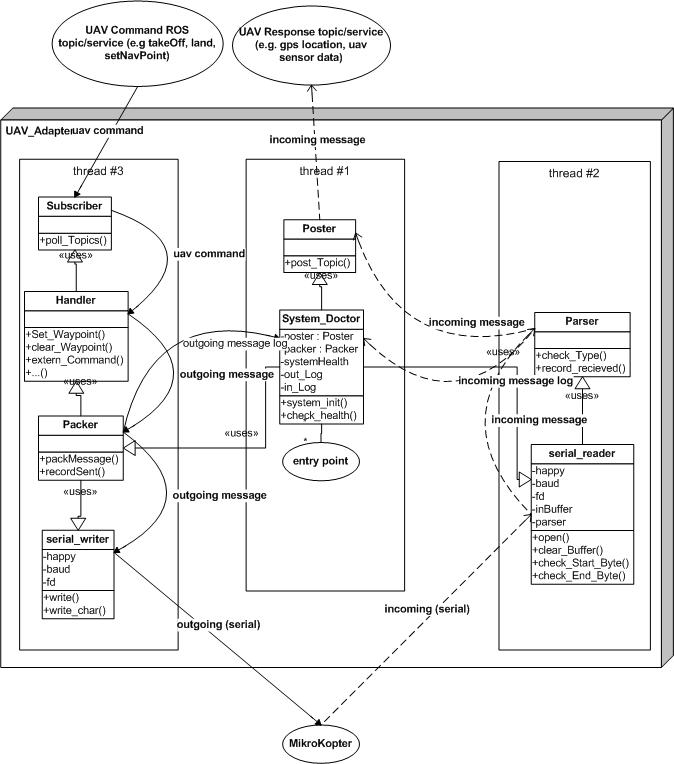 UAV Command ROS
topic/service (e.g takeOff, land,
setNavPoint)
UAV Response topic/service
(e.g. gps location, uav
sensor data)
UAV_Adapter
uav command
incoming message
thread #3
thread #1
thread #2
Subscriber
+poll_Topics()
«uses»
uav command
Handler
+Set_Waypoint()
+clear_Waypoint()
+extern_Command()
+...()
«uses»
outgoing message
Packer
+packMessage()
+recordSent()
«uses»
outgoing message
serial_writer
-happy
-baud
-fd
+write()
+write_char()
outgoing (serial)
Poster
+post_Topic()
«uses»
System_Doctor
-poster : Poster
-packer : Packer
-systemHealth
-out_Log
-in_Log
+system_init()
+check_health()
outgoing message log
«uses»
*
*
entry point
incoming message
«uses»
incoming message log
incoming message
Parser
+check_Type()
+record_recieved()
«uses»
serial_reader
-happy
-baud
-fd
-inBuffer
-parser
+open()
+clear_Buffer()
+check_Start_Byte()
+check_End_Byte()
incoming (serial)
MikroKopter